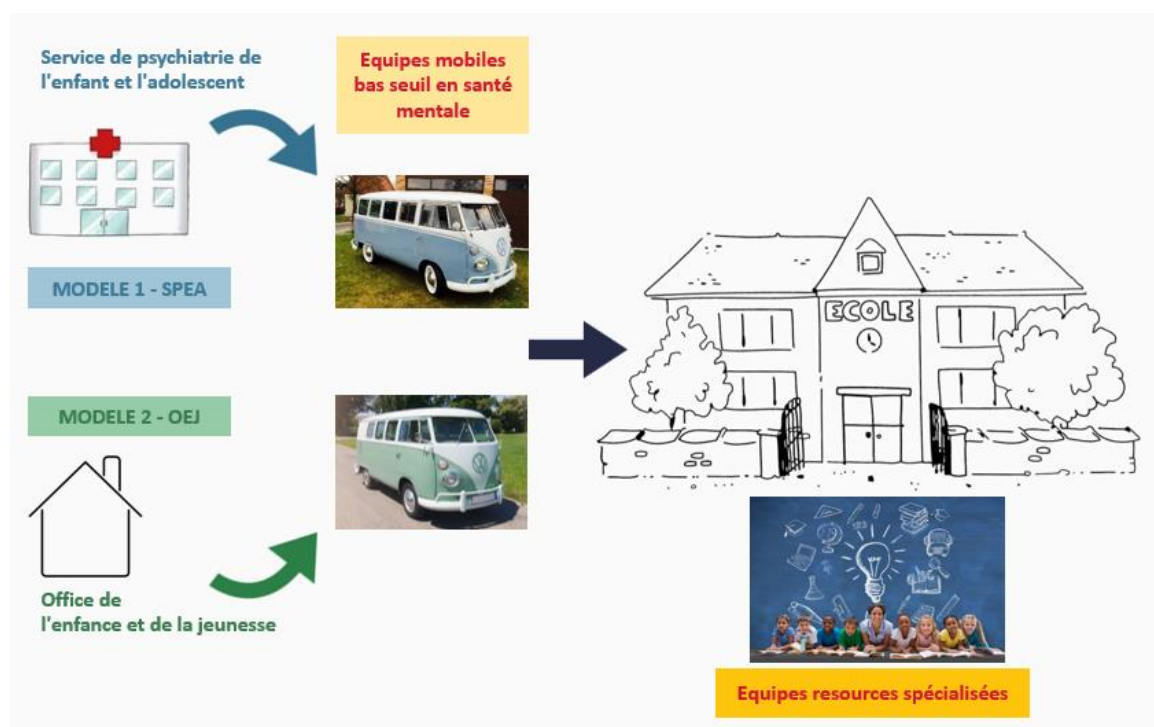 Service de psychiatrie de
l'enfant et l'adolescent
Equipes mobiles
bas seuil en santé
mentale
MODELE 1 - SPEA
ECOLE
MODELE 2 - OEJ
Office de
l'enfance et de la jeunesse
Equipes resources spécialisées